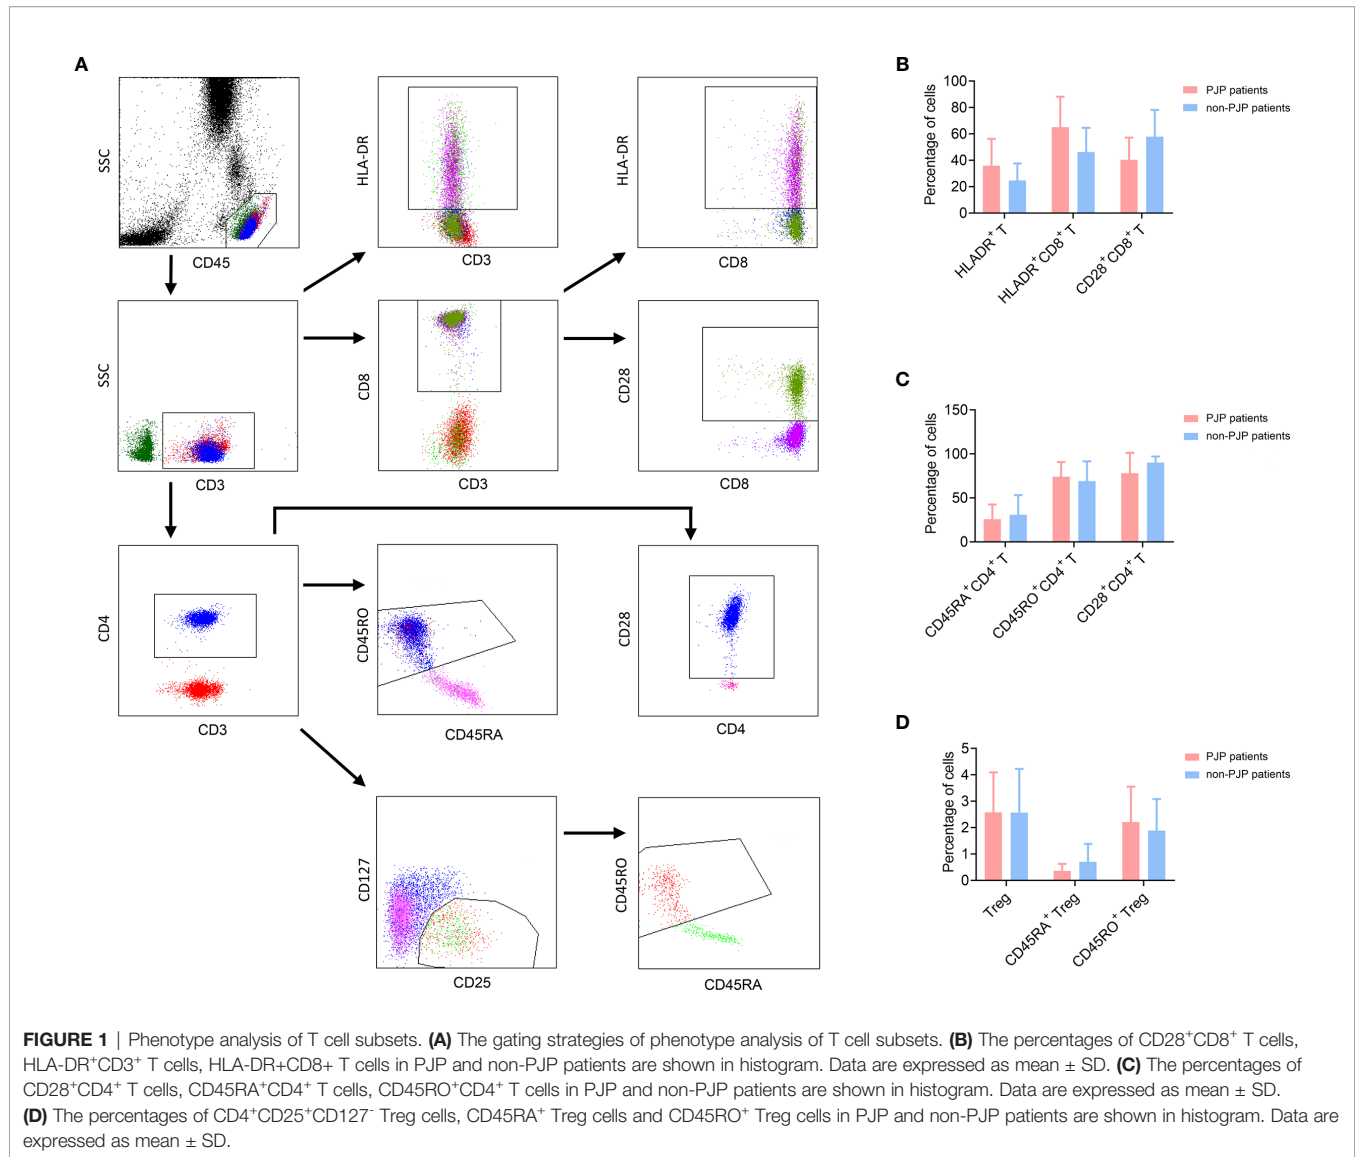 A
SSC
CD45
HLA-DR
CD3
HLA-DR
CD8
SSC
CD3
CD8
CD3
CD28
CD8
CD4
CD3
CD45RO
CD45RA
CD28
CD4
CD127
CD25
CD45RO
CD45RA
B
Percentage of cells
100
80
60
40
20
0
HLADR⁺ T
HLADR⁺CD8⁺ T
CD28⁺CD8⁺ T
PJP patients
non-PJP patients
C
Percentage of cells
150
100
50
0
CD45RA⁺CD4⁺ T
CD45RO⁺CD4⁺ T
CD28⁺CD4⁺ T
PJP patients
non-PJP patients
D
Percentage of cells
5
4
3
2
1
0
Treg
CD45RA⁺ Treg
CD45RO⁺ Treg
PJP patients
non-PJP patients
FIGURE 1 | Phenotype analysis of T cell subsets. (A) The gating strategies of phenotype analysis of T cell subsets. (B) The percentages of CD28⁺CD8⁺ T cells,
HLA-DR⁺CD3⁺ T cells, HLA-DR+CD8+ T cells in PJP and non-PJP patients are shown in histogram. Data are expressed as mean ± SD. (C) The percentages of
CD28⁺CD4⁺ T cells, CD45RA⁺CD4⁺ T cells, CD45RO⁺CD4⁺ T cells in PJP and non-PJP patients are shown in histogram. Data are expressed as mean ± SD.
(D) The percentages of CD4⁺CD25⁺CD127⁻ Treg cells, CD45RA⁺ Treg cells and CD45RO⁺ Treg cells in PJP and non-PJP patients are shown in histogram. Data are
expressed as mean ± SD.